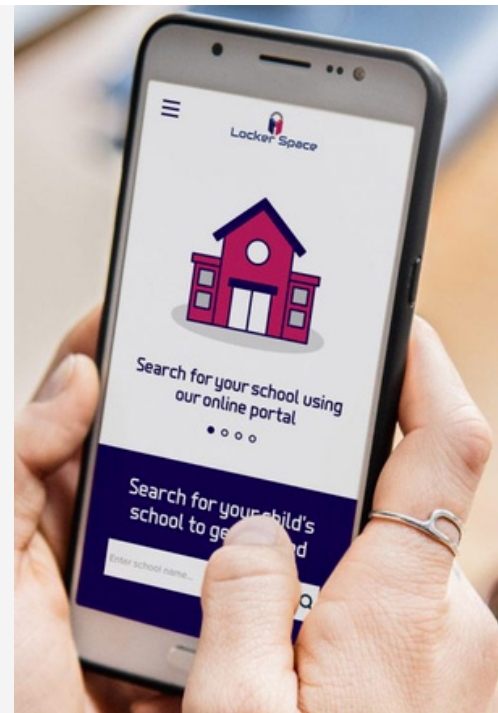 Locker Space
Search for your school using
our online portal
Search for your child's
school to ge
Enter school name...